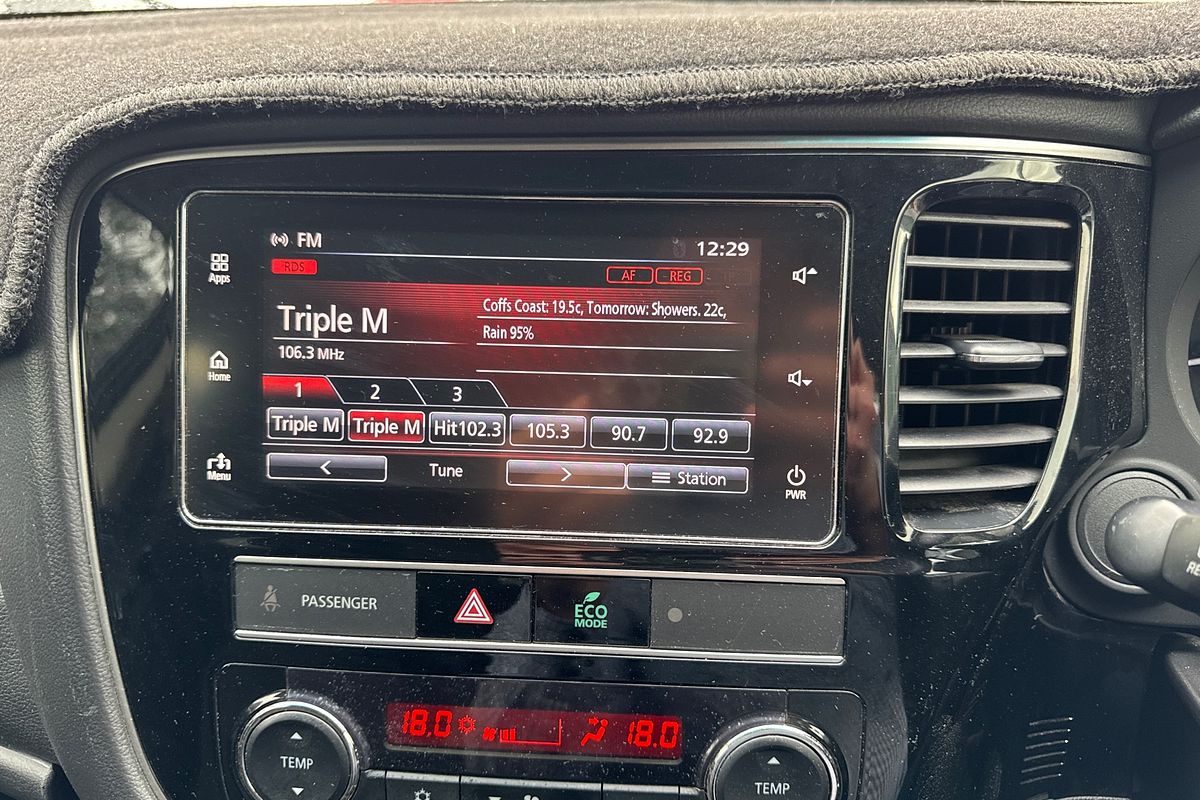 FM
12:29
RDS
AF REG
Apps
Triple M
Coffs Coast: 19.5c, Tomorrow: Showers. 22c,
Rain 95%
106.3 MHz
Home
1 2 3
Triple M Triple M Hit102.3 105.3 90.7 92.9
< Tune > Station
Menu
PWR
PASSENGER
ECO
MODE
18.0 18.0
TEMP
TEMP